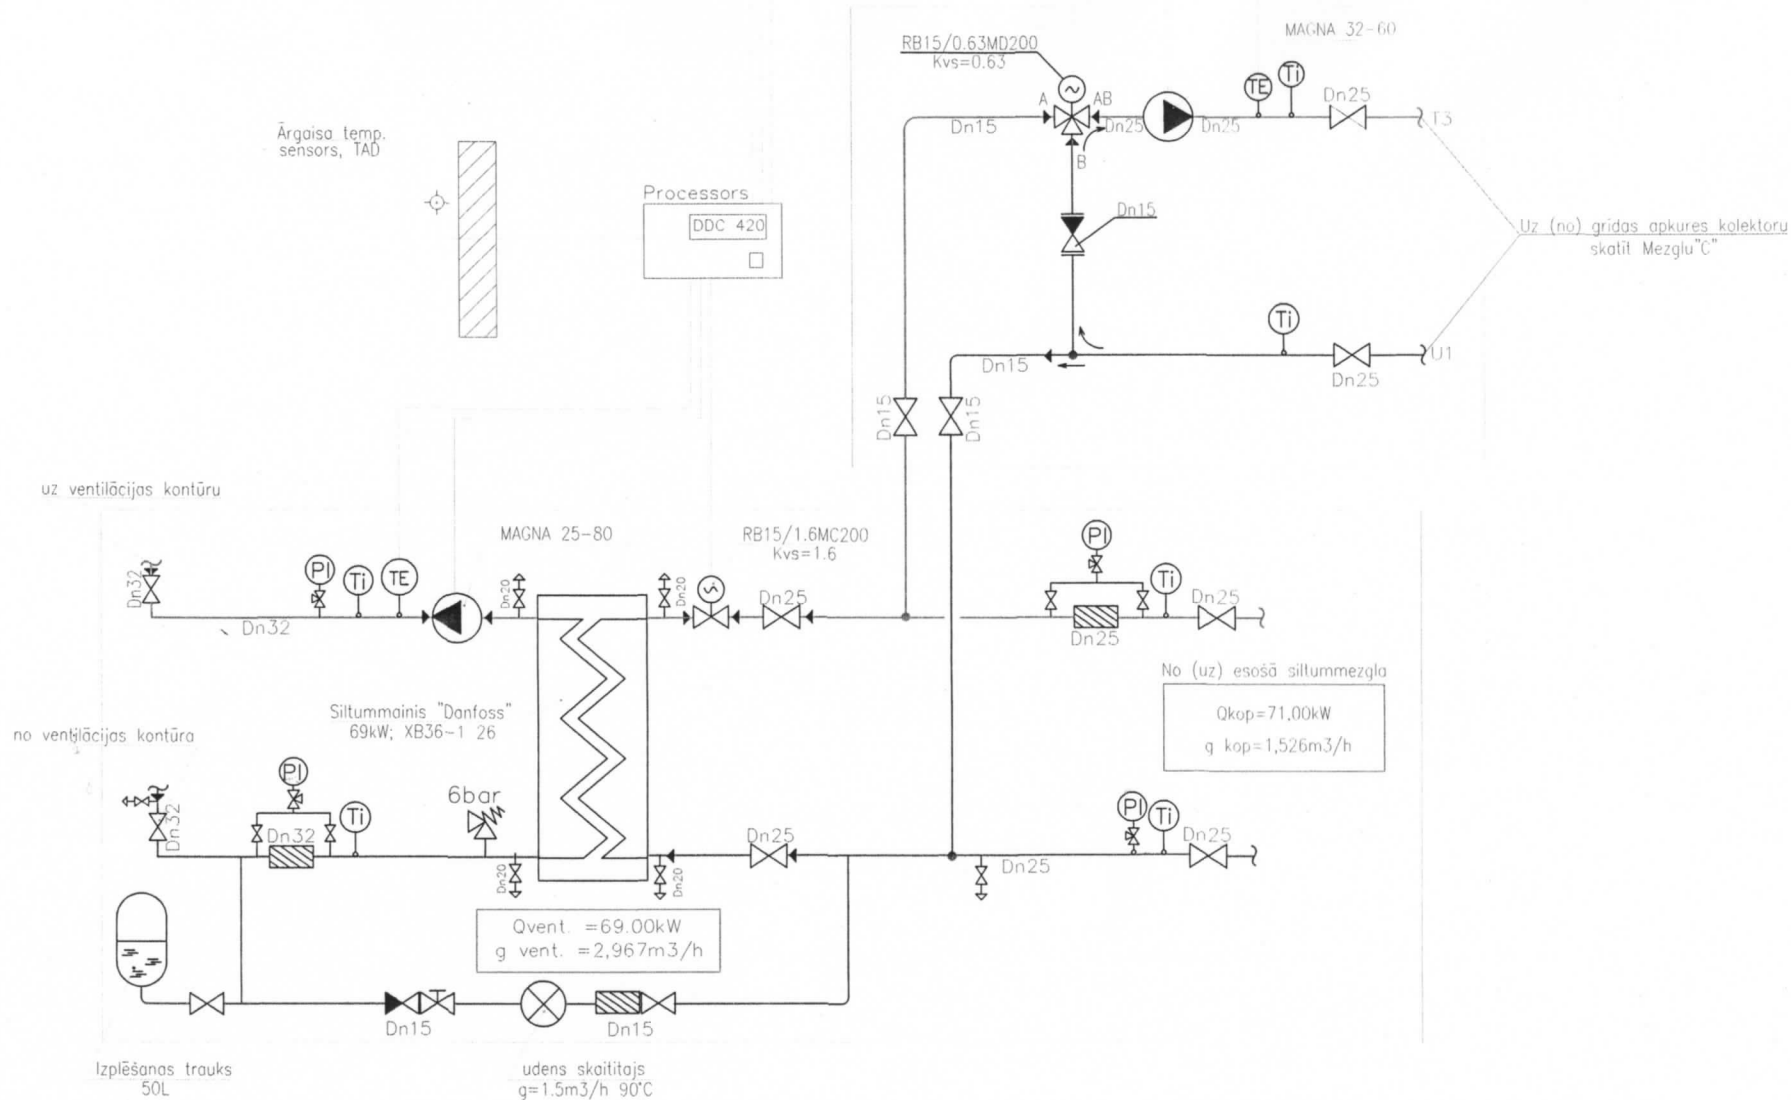 MAGNA 32-60
RB15/0.63MD200
Kvs=0.63
TE
Ti
Dn25
A
AB
Dn15
Dn25
Dn25
T3
B
Ārgaisa temp.
sensors, TAD
Processors
DDC 420
Dn15
Uz (no) gridas apkures kolektoru
skatit Mezglu"C"
Ti
Dn15
U1
Dn25
Dn15
Dn15
uz ventilācijas kontūru
MAGNA 25-80
RB15/1.6MC200
Kvs=1.6
PI
Dn32
PI
Ti
TE
Dn20
Dn20
Dn25
Ti
Dn25
Dn32
Dn25
No (uz) esošā siltummezgla
Qkop=71,00kW
g kop=1,526m3/h
Siltummainis "Danfoss"
69kW; XB36-1 26
no ventilācijas kontūra
PI
6bar
PI
Ti
Dn32
Dn32
Ti
Dn25
Dn25
Dn20
Dn20
Dn25
Qvent. =69.00kW
g vent. =2,967m3/h
Dn15
Dn15
Izplēšanas trauks
50L
udens skaititajs
g=1.5m3/h 90°C